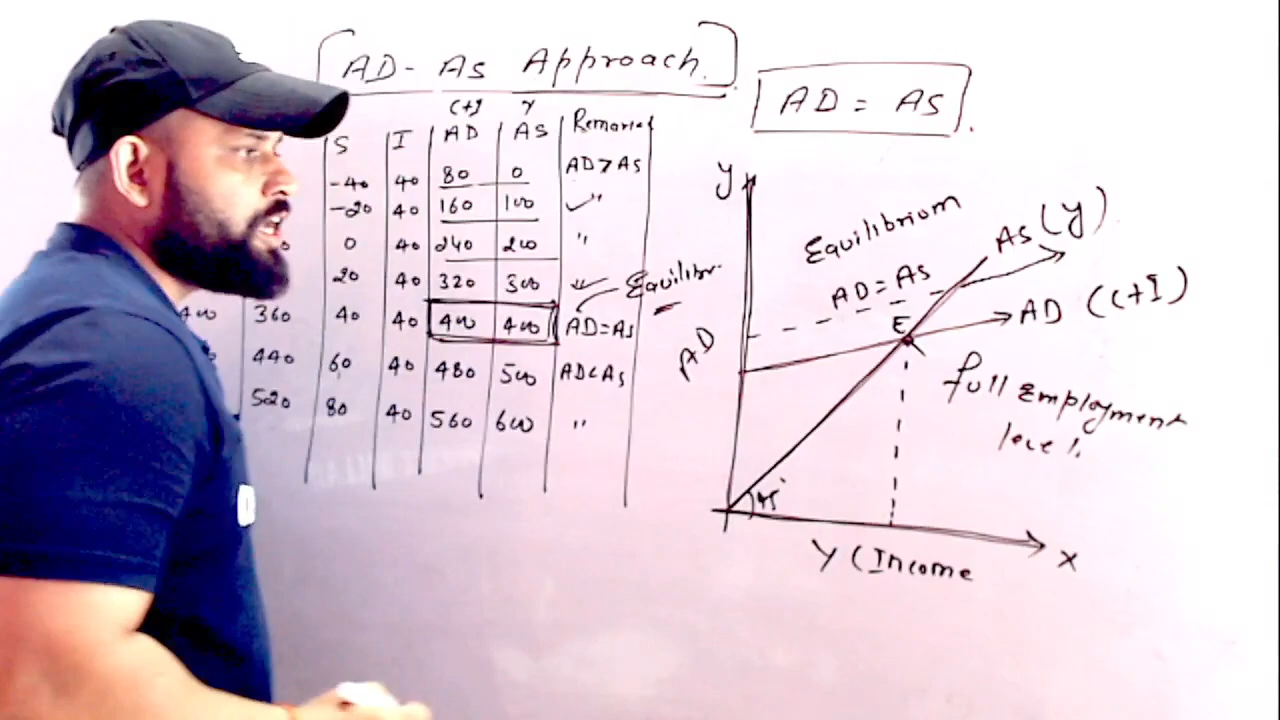 AD - AS Approach.
AD = AS
(C+I) Y
S I AD AS
-40 40 80 0 AD>AS
-20 40 160 100 "
0 40 240 200 "
20 40 320 300 "
400 360 40 40 400 400 AD=AS
440 60 40 480 500 AD<AS
520 80 40 560 600 "
y
Equilibrium
AD = AS
AS (y)
AD (C+I)
E
AD
full employment
level.
45°
Y (Income
x